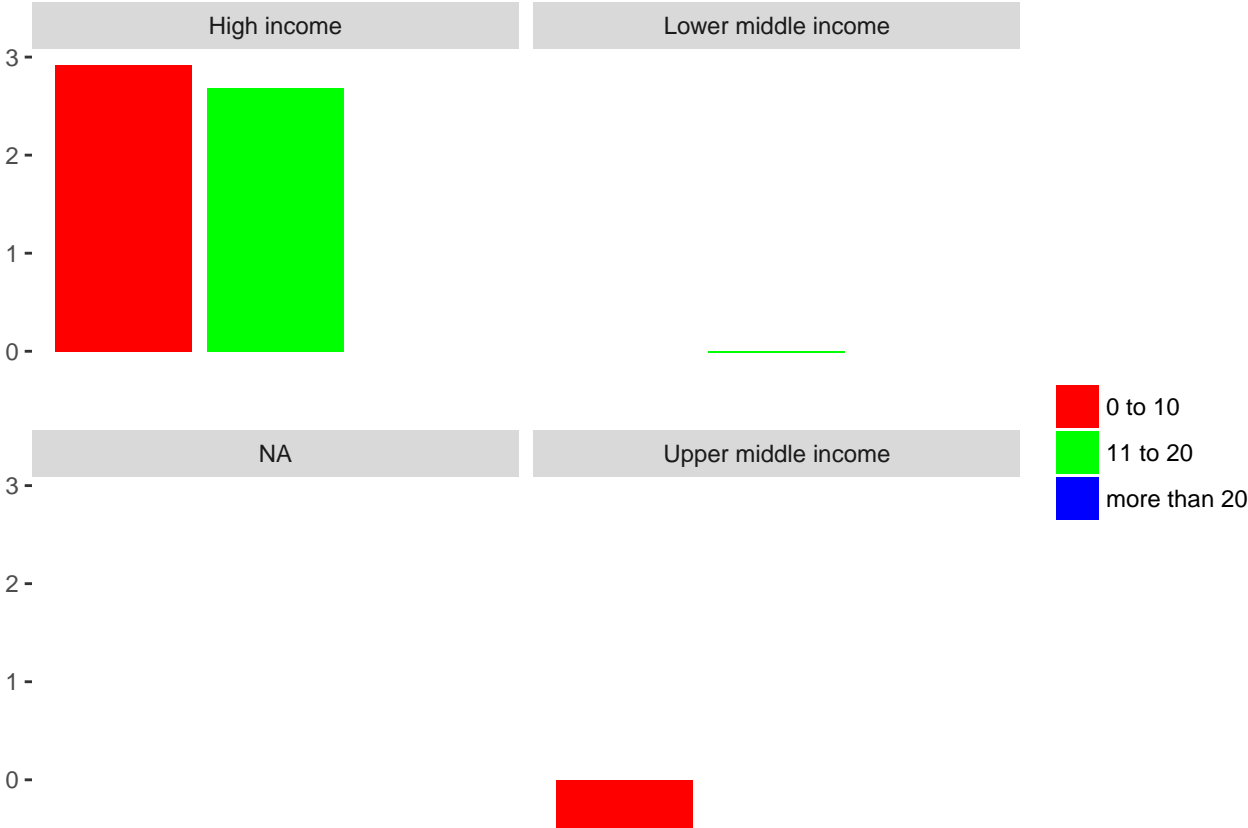 High income
Lower middle income
3
2
1
0
NA
Upper middle income
3
2
1
0
0 to 10
11 to 20
more than 20